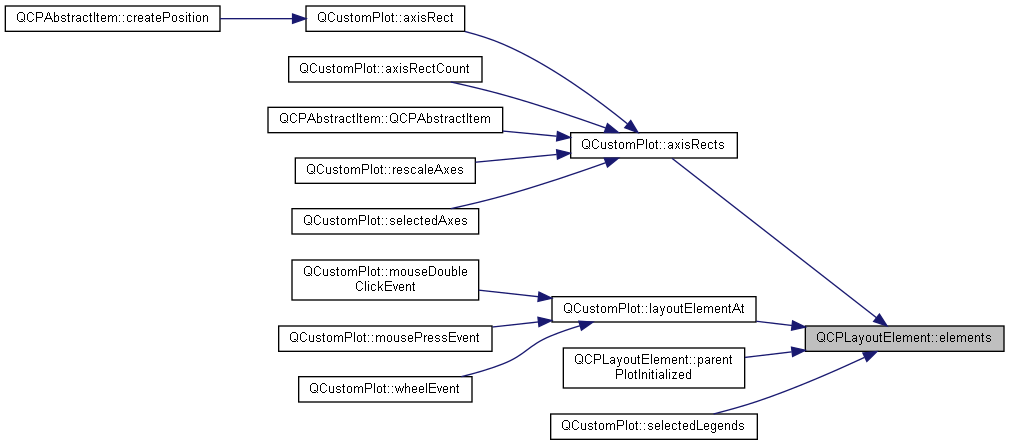 QCPAbstractItem::createPosition
QCustomPlot::axisRect
QCustomPlot::axisRectCount
QCPAbstractItem::QCPAbstractItem
QCustomPlot::axisRects
QCustomPlot::rescaleAxes
QCustomPlot::selectedAxes
QCustomPlot::mouseDouble
ClickEvent
QCustomPlot::layoutElementAt
QCustomPlot::mousePressEvent
QCPLayoutElement::elements
QCPLayoutElement::parent
PlotInitialized
QCustomPlot::wheelEvent
QCustomPlot::selectedLegends